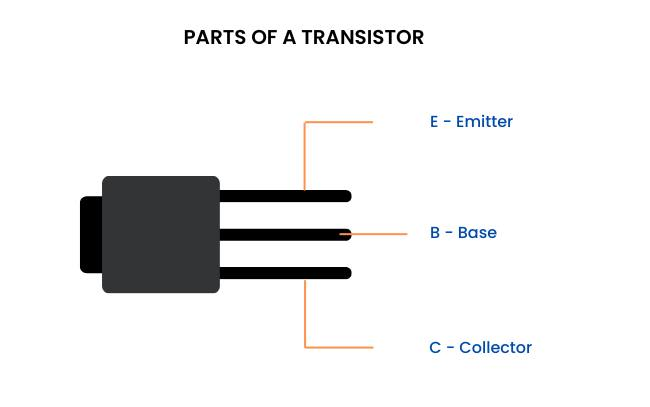 PARTS OF A TRANSISTOR
E - Emitter
B - Base
C - Collector